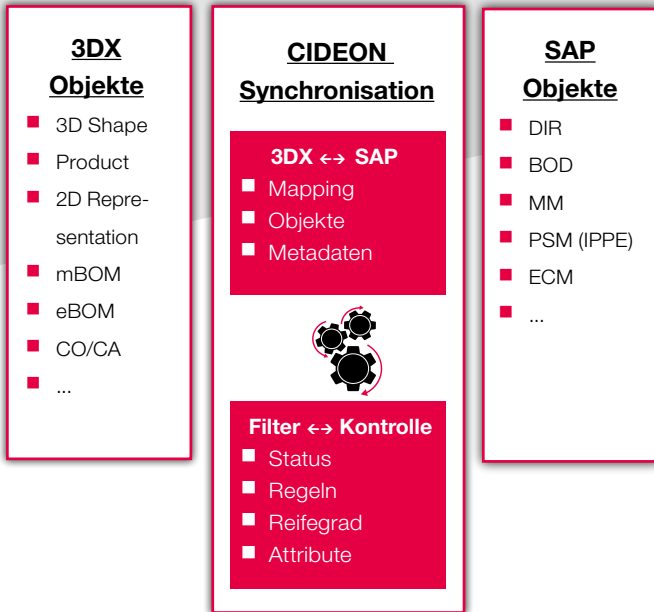 3DX
Objekte
3D Shape
Product
2D Repre-
sentation
mBOM
eBOM
CO/CA
...
CIDEON
Synchronisation
3DX ↔ SAP
Mapping
Objekte
Metadaten
Filter ↔ Kontrolle
Status
Regeln
Reifegrad
Attribute
SAP
Objekte
DIR
BOD
MM
PSM (IPPE)
ECM
...